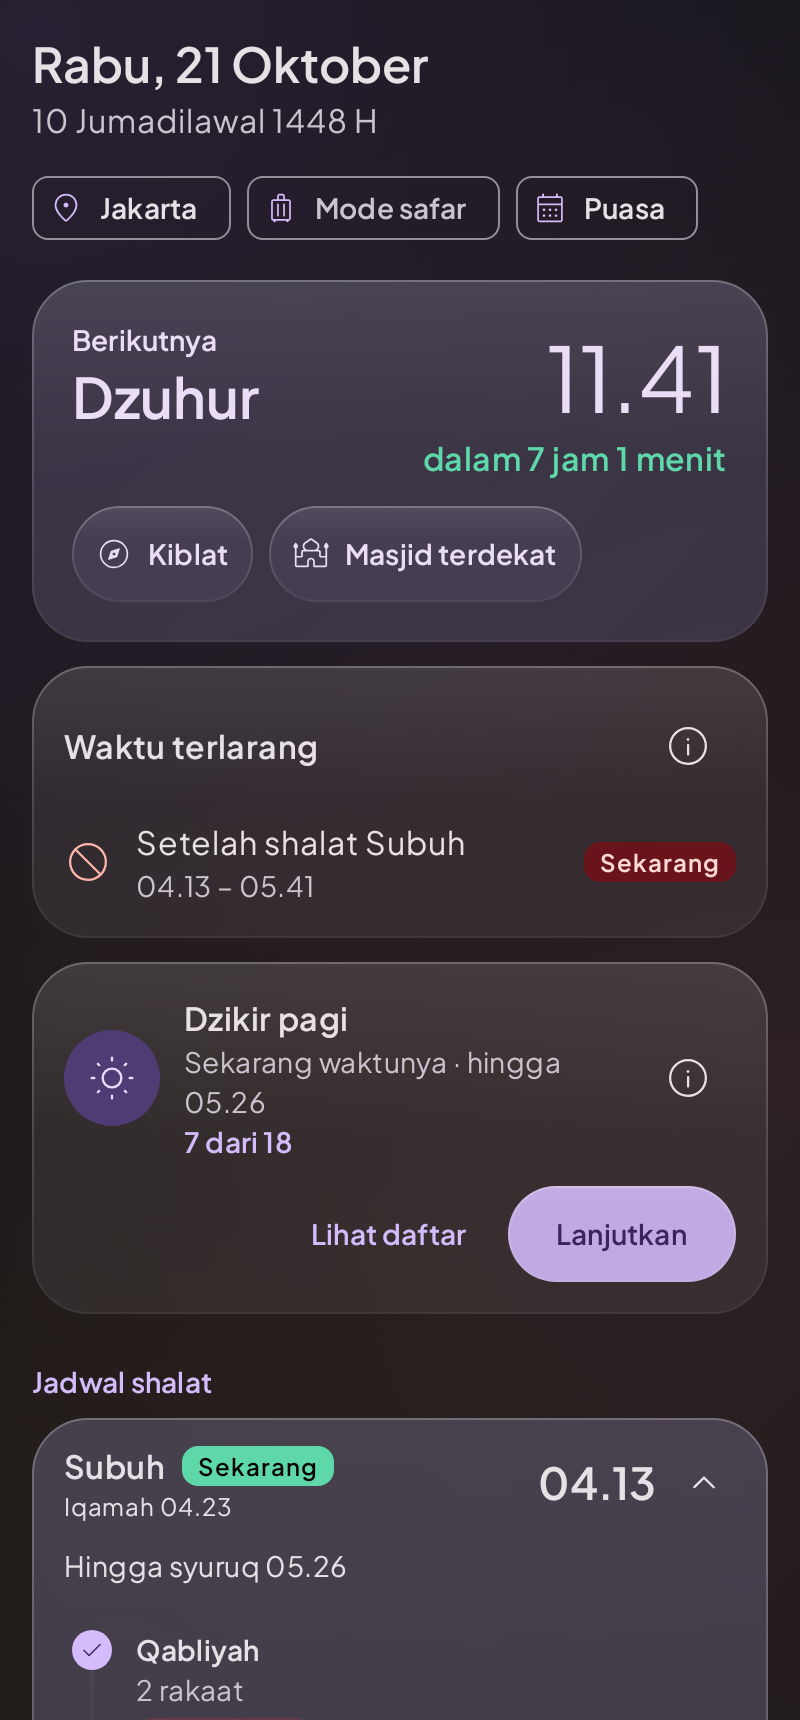 Rabu, 21 Oktober
10 Jumadilawal 1448 H
Jakarta
Mode safar
Puasa
Berikutnya
Dzuhur
11.41
dalam 7 jam 1 menit
Kiblat
Masjid terdekat
Waktu terlarang
Setelah shalat Subuh
04.13 – 05.41
Sekarang
Dzikir pagi
Sekarang waktunya · hingga
05.26
7 dari 18
Lihat daftar
Lanjutkan
Jadwal shalat
Subuh
Sekarang
Iqamah 04.23
04.13
Hingga syuruq 05.26
Qabliyah
2 rakaat